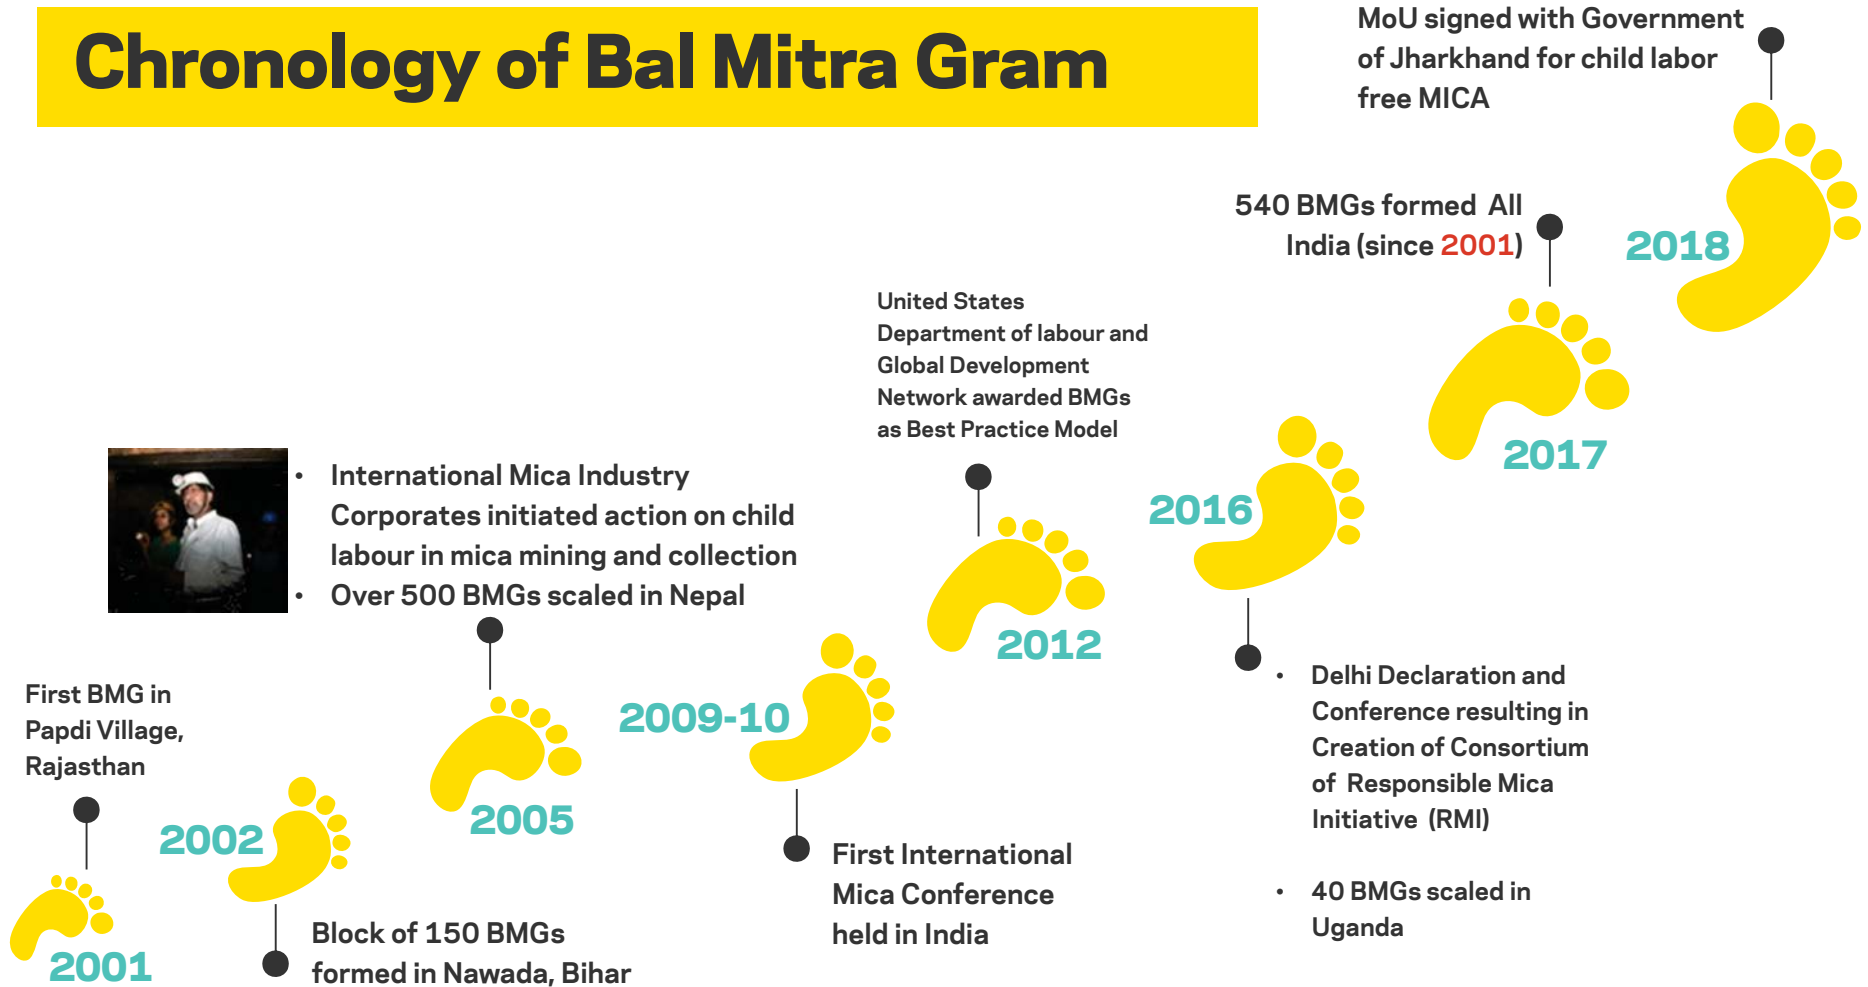 Chronology of Bal Mitra Gram
First BMG in
Papdi Village,
Rajasthan
2001
2002
Block of 150 BMGs
formed in Nawada, Bihar
• International Mica Industry
Corporates initiated action on child
labour in mica mining and collection
• Over 500 BMGs scaled in Nepal
2005
2009-10
First International
Mica Conference
held in India
United States
Department of labour and
Global Development
Network awarded BMGs
as Best Practice Model
2012
2016
• Delhi Declaration and
Conference resulting in
Creation of Consortium
of Responsible Mica
Initiative (RMI)
• 40 BMGs scaled in
Uganda
540 BMGs formed All
India (since 2001)
2017
MoU signed with Government
of Jharkhand for child labor
free MICA
2018